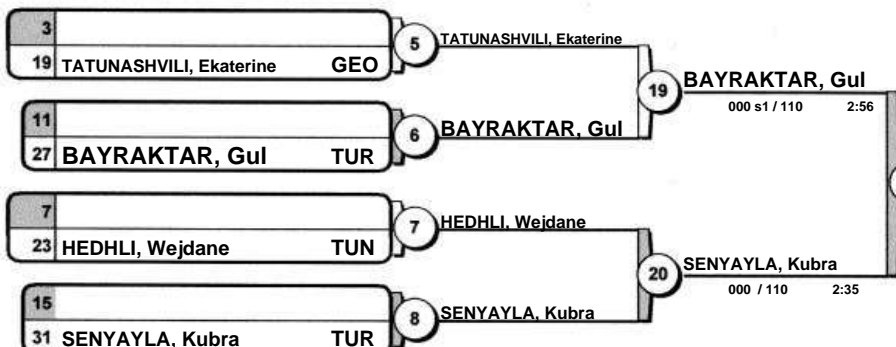 3
19 TATUNASHVILI, Ekaterine GEO
5 TATUNASHVILI, Ekaterine
11
27 BAYRAKTAR, Gul TUR
6 BAYRAKTAR, Gul
19 BAYRAKTAR, Gul
000 s1 / 110 2:56
7
23 HEDHLI, Wejdane TUN
7 HEDHLI, Wejdane
15
31 SENYAYLA, Kubra TUR
8 SENYAYLA, Kubra
20 SENYAYLA, Kubra
000 / 110 2:35